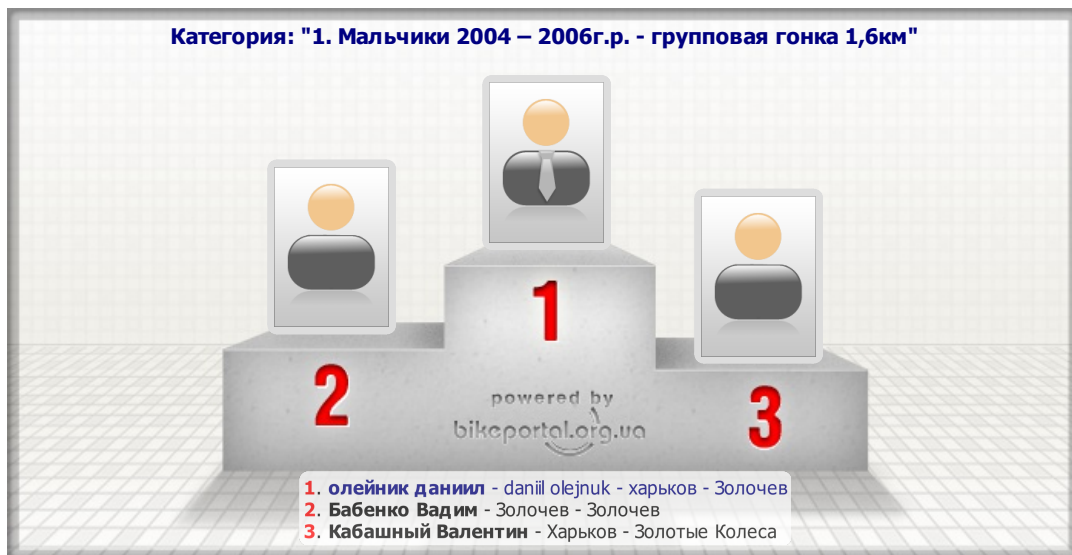 Категория: "1. Мальчики 2004 – 2006г.р. - групповая гонка 1,6км"
1
2
3
powered by
bikeportal.org.ua
1. олейник даниил - daniil olejnuk - харьков - Золочев
2. Бабенко Вадим - Золочев - Золочев
3. Кабашный Валентин - Харьков - Золотые Колеса